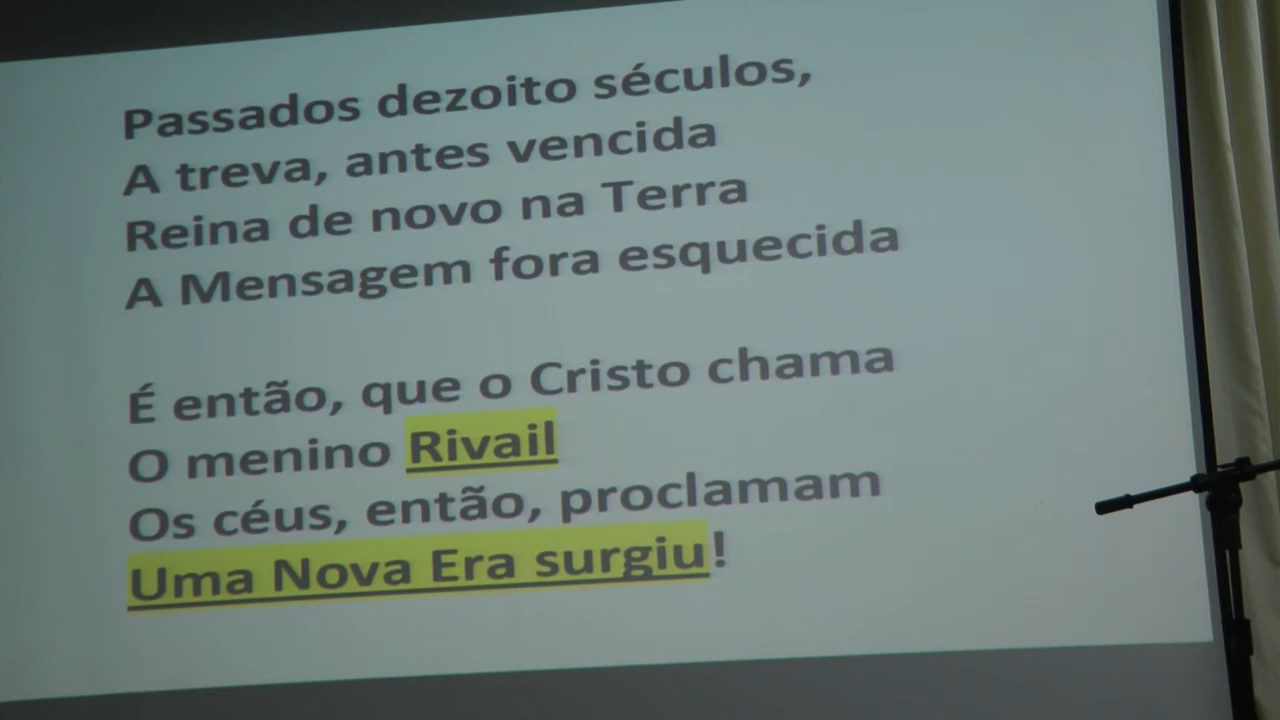 Passados dezoito séculos,
A treva, antes vencida
Reina de novo na Terra
A Mensagem fora esquecida
É então, que o Cristo chama
O menino Rivail
Os céus, então, proclamam
Uma Nova Era surgiu!